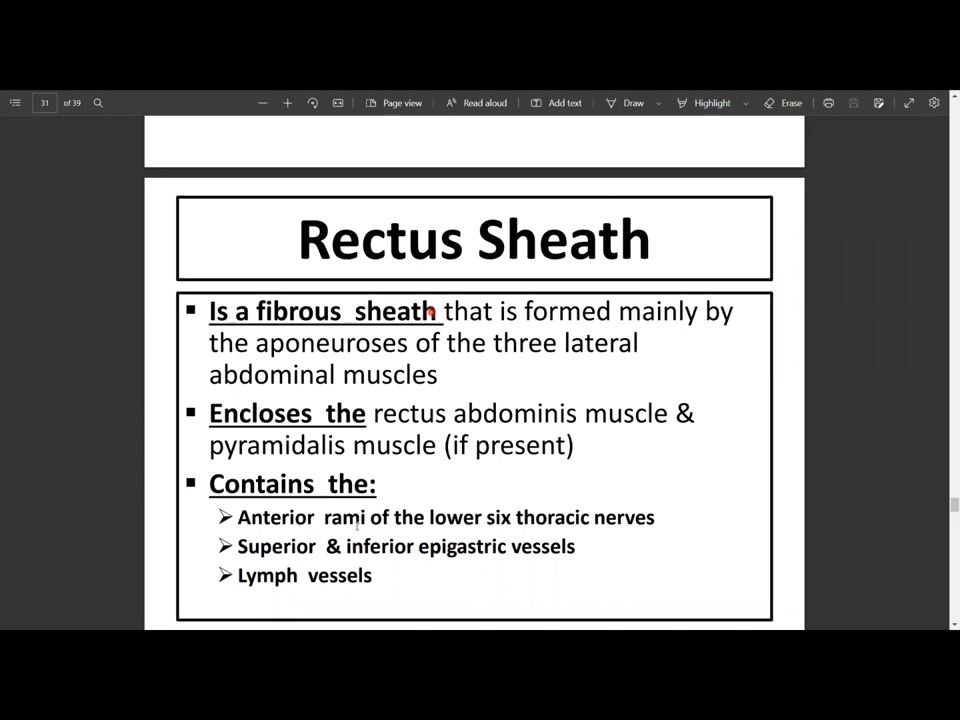 31 of 39 Page view Read aloud Add text Draw Highlight Erase
Rectus Sheath
Is a fibrous sheath that is formed mainly by
the aponeuroses of the three lateral
abdominal muscles
Encloses the rectus abdominis muscle &
pyramidalis muscle (if present)
Contains the:
Anterior rami of the lower six thoracic nerves
Superior & inferior epigastric vessels
Lymph vessels